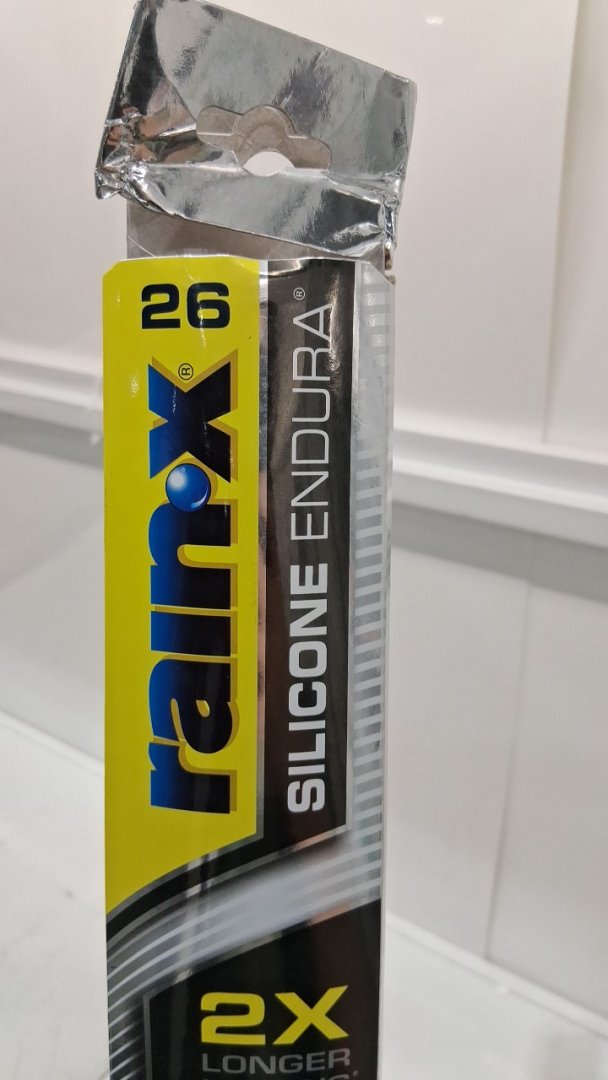 26
rain·x®
SILICONE ENDURA®
2X
LONGER